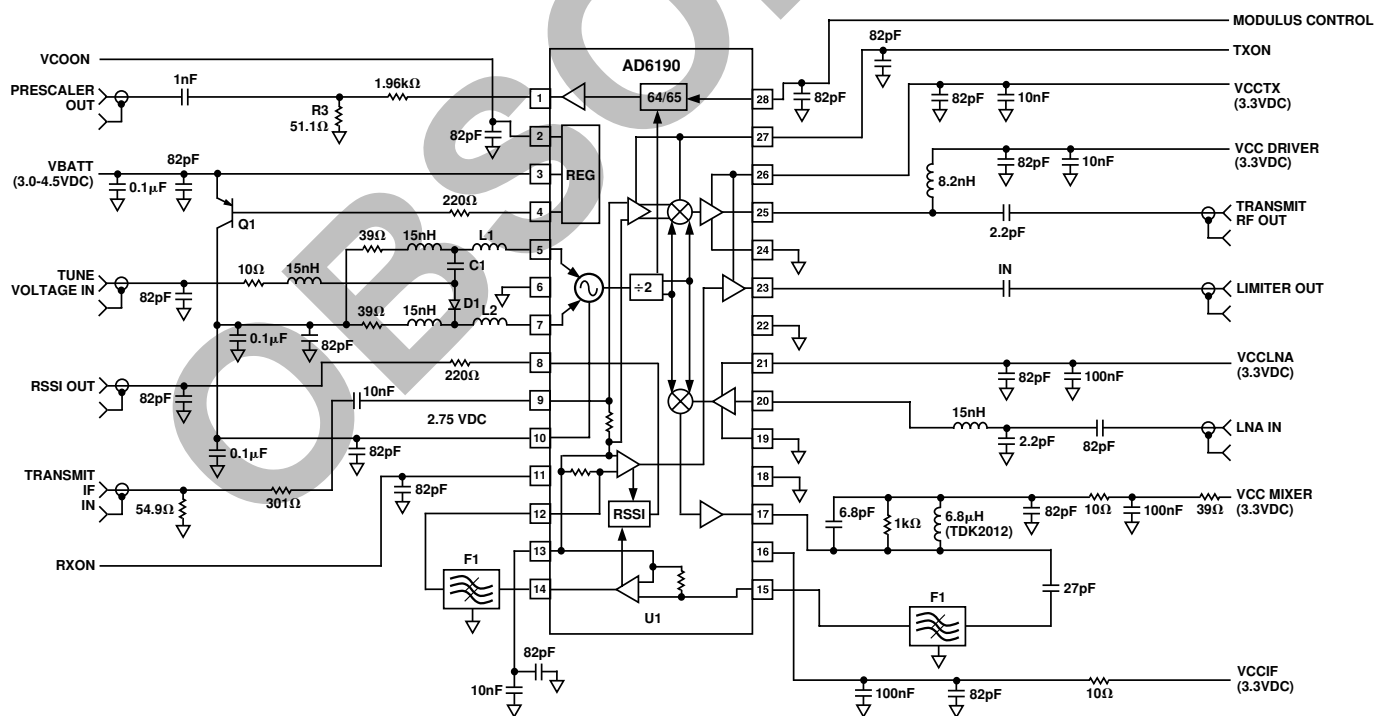 MODULUS CONTROL
82pF
TXON
VCOON
AD6190
1nF
1.96kΩ
PRESCALER
OUT
1
64/65
28
82pF
VCCTX
(3.3VDC)
82pF
10nF
R3
51.1Ω
82pF
2
27
VCC DRIVER
(3.3VDC)
82pF
10nF
VBATT
(3.0-4.5VDC)
82pF
0.1µF
3
REG
26
8.2nH
220Ω
4
25
TRANSMIT
RF OUT
2.2pF
Q1
39Ω
15nH
L1
5
24
C1
TUNE
VOLTAGE IN
10Ω
15nH
6
÷2
23
IN
LIMITER OUT
82pF
D1
39Ω
15nH
L2
7
22
0.1µF
82pF
8
21
VCCLNA
(3.3VDC)
82pF
100nF
RSSI OUT
220Ω
82pF
10nF
9
20
15nH
LNA IN
2.75 VDC
2.2pF
82pF
10
19
0.1µF
82pF
TRANSMIT
IF
IN
11
18
82pF
54.9Ω
301Ω
12
RSSI
17
VCC MIXER
(3.3VDC)
6.8pF
1kΩ
6.8µH
(TDK2012)
82pF
10Ω
100nF
39Ω
RXON
13
16
F1
14
15
27pF
U1
F1
82pF
10nF
VCCIF
(3.3VDC)
100nF
82pF
10Ω